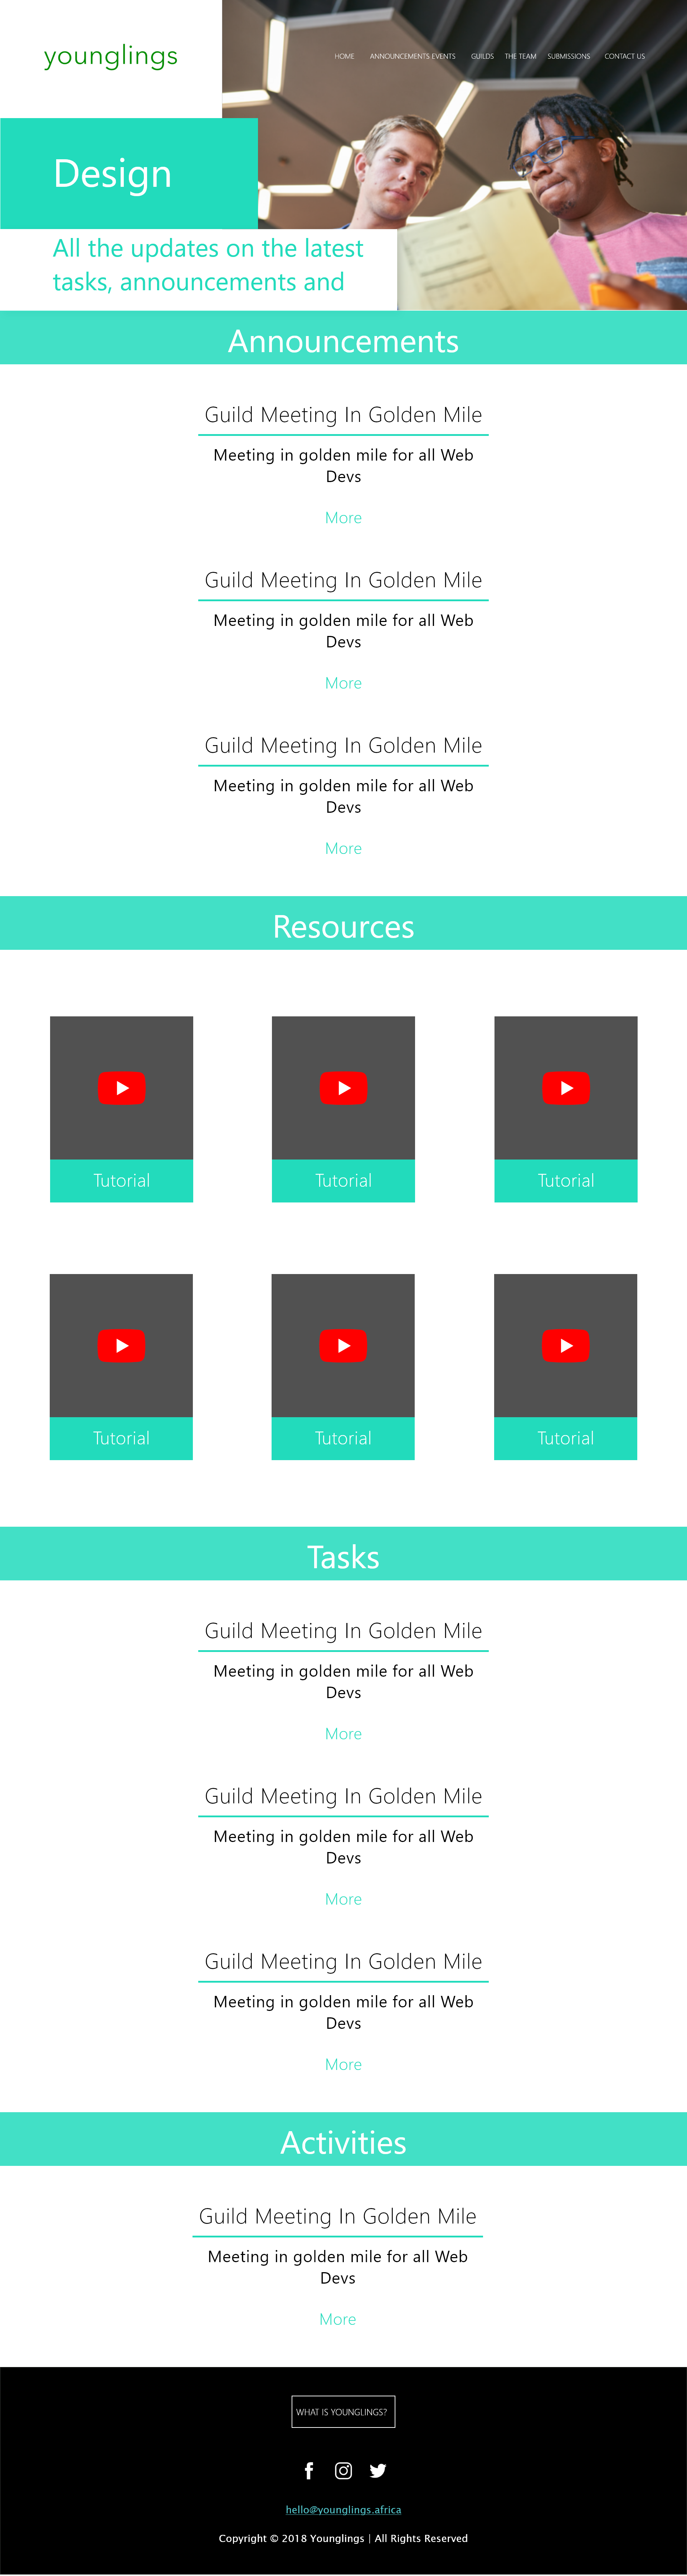 younglings
HOME ANNOUNCEMENTS EVENTS GUILDS THE TEAM SUBMISSIONS CONTACT US
Design
All the updates on the latest
tasks, announcements and
Announcements
Guild Meeting In Golden Mile
Meeting in golden mile for all Web
Devs
More
Guild Meeting In Golden Mile
Meeting in golden mile for all Web
Devs
More
Guild Meeting In Golden Mile
Meeting in golden mile for all Web
Devs
More
Resources
Tutorial Tutorial Tutorial
Tutorial Tutorial Tutorial
Tasks
Guild Meeting In Golden Mile
Meeting in golden mile for all Web
Devs
More
Guild Meeting In Golden Mile
Meeting in golden mile for all Web
Devs
More
Guild Meeting In Golden Mile
Meeting in golden mile for all Web
Devs
More
Activities
Guild Meeting In Golden Mile
Meeting in golden mile for all Web
Devs
More
WHAT IS YOUNGLINGS?
hello@younglings.africa
Copyright © 2018 Younglings | All Rights Reserved